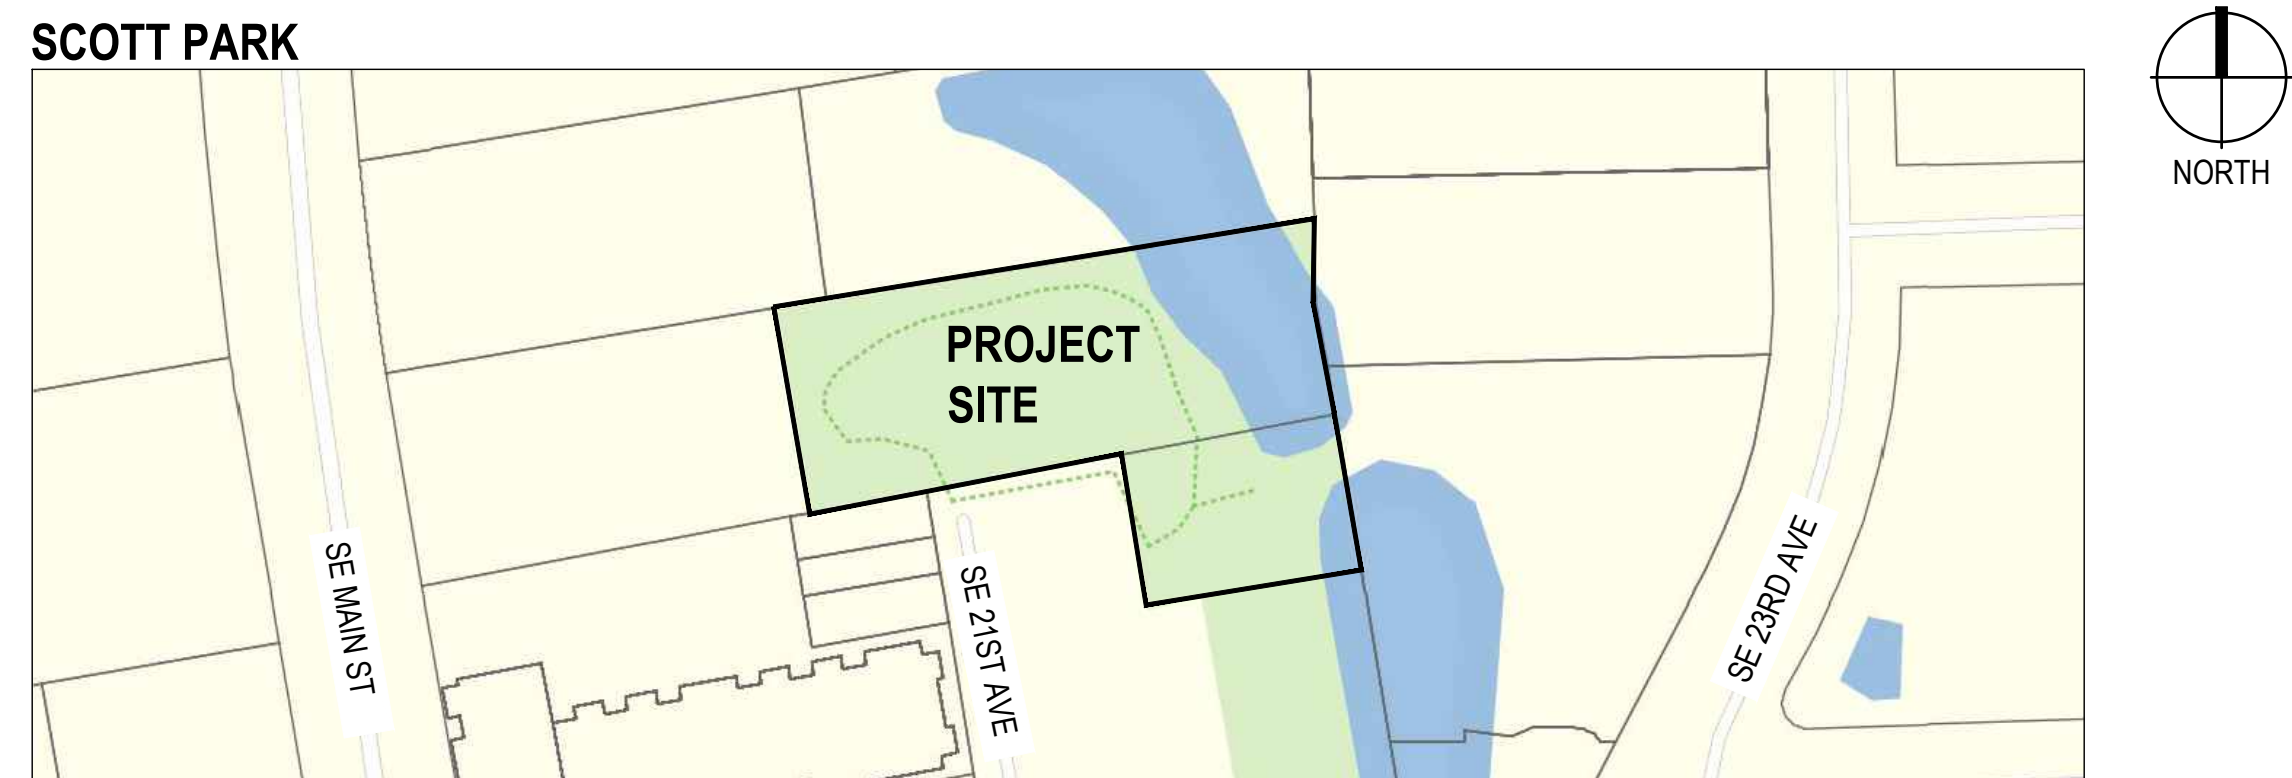 SCOTT PARK
NORTH
PROJECT
SITE
SE MAIN ST
SE 21ST AVE
SE 23RD AVE